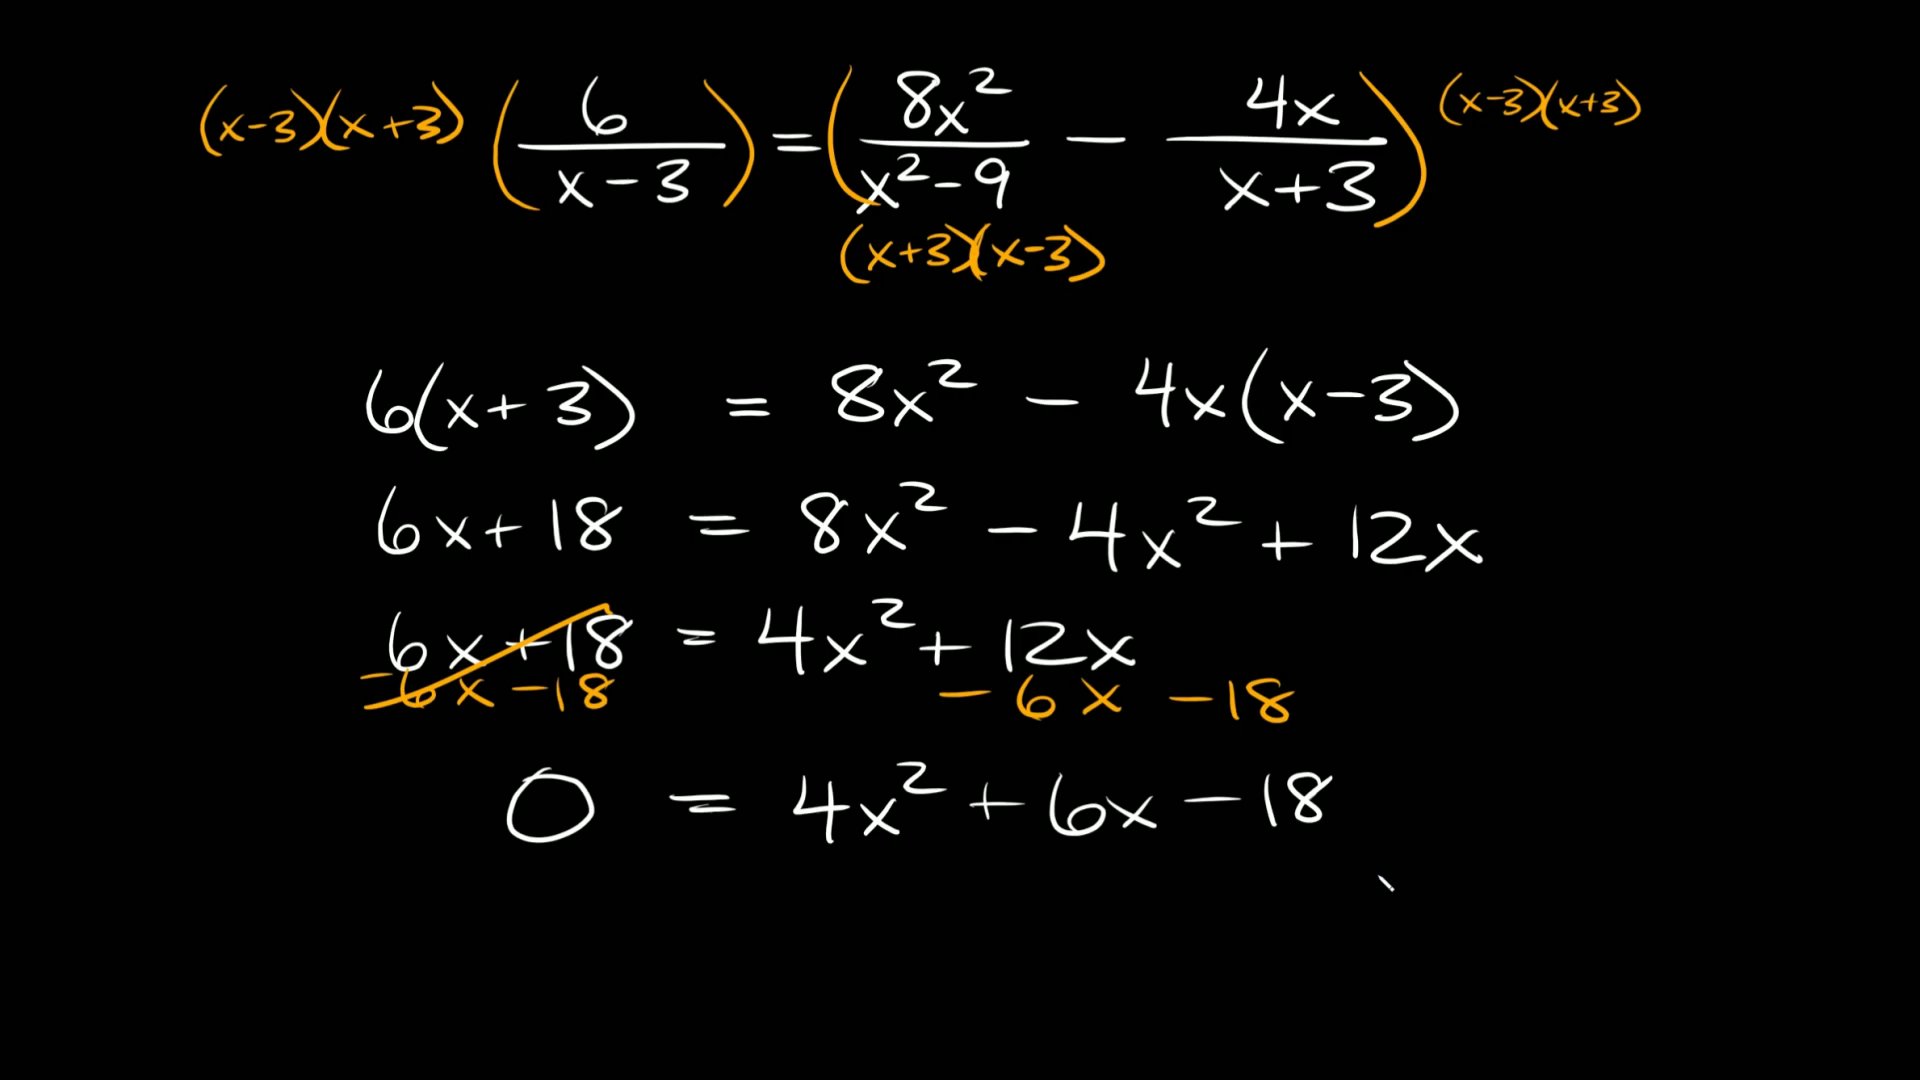 (x-3)(x+3) (6/(x-3)) = (8x²/(x²-9) - 4x/(x+3)) (x-3)(x+3)
(x+3)(x-3)
6(x+3) = 8x² - 4x(x-3)
6x+18 = 8x² - 4x² + 12x
6x+18 = 4x² + 12x
-6x-18 -6x -18
0 = 4x² + 6x - 18